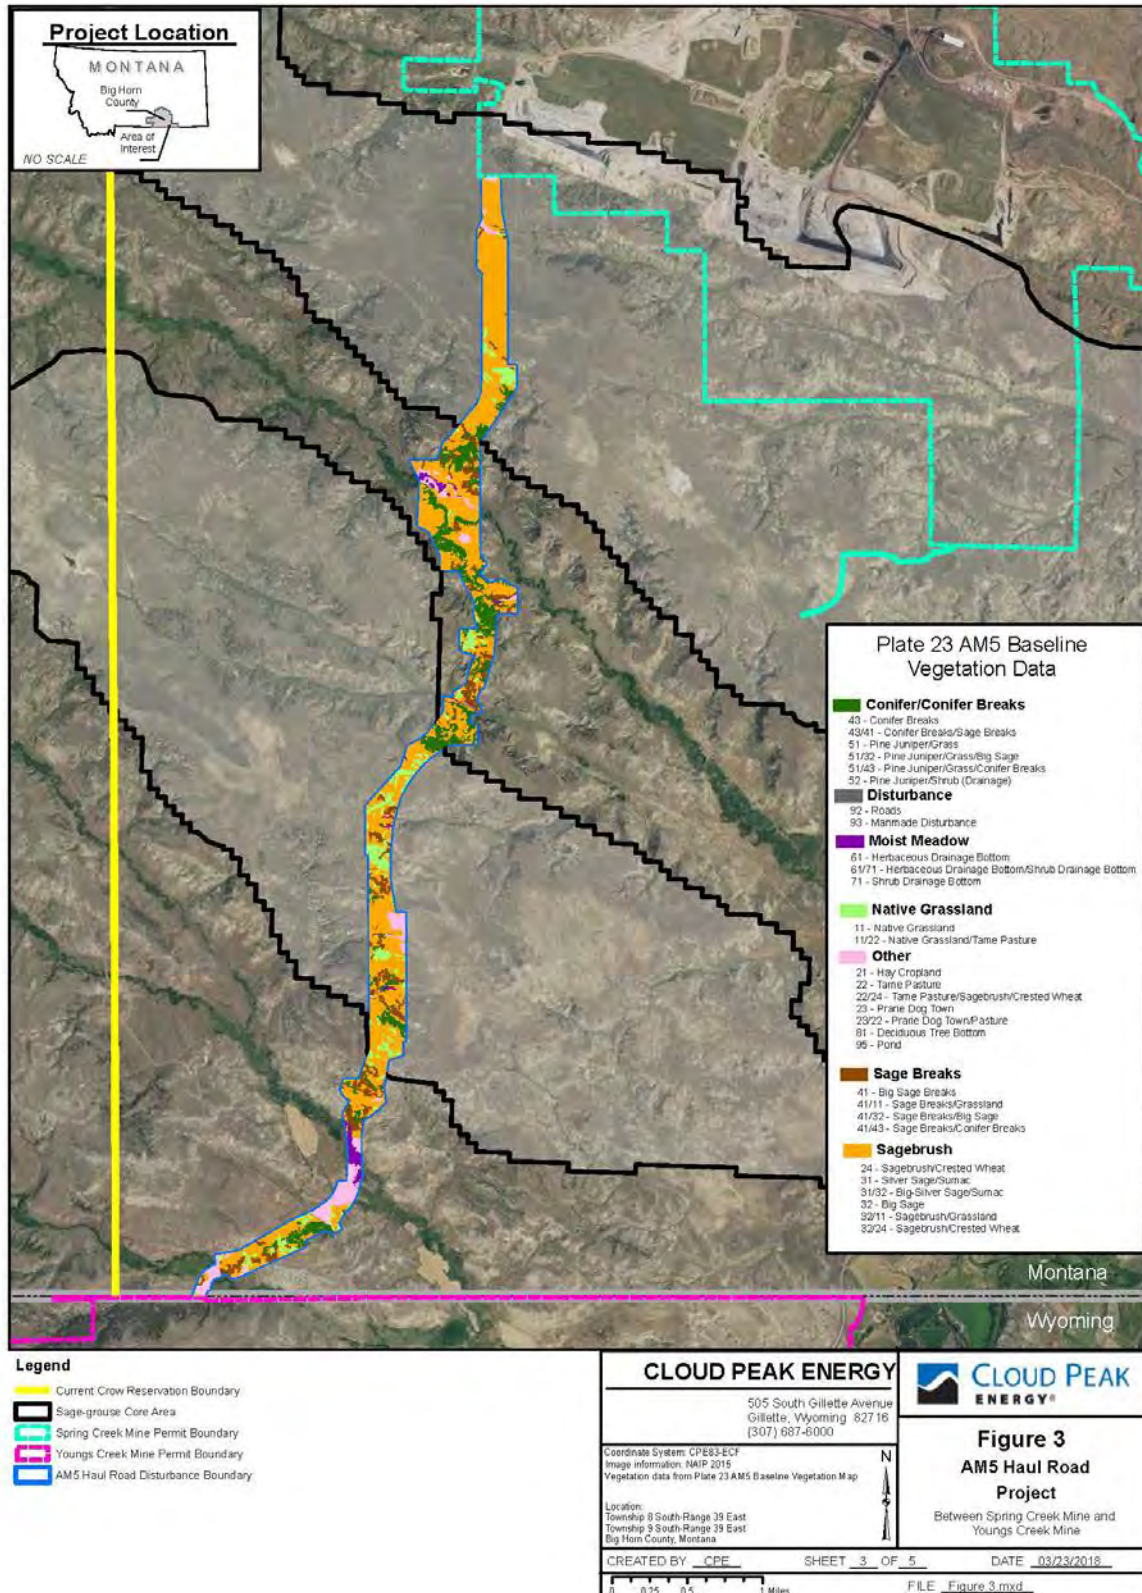 Project Location
MONTANA
Big Horn
County
Area of
Interest
NO SCALE
Plate 23 AM5 Baseline
Vegetation Data
Conifer/Conifer Breaks
43 - Conifer Breaks
43/41 - Conifer Breaks/Sage Breaks
51 - Pine Juniper/Grass
51/32 - Pine Juniper/Grass/Big Sage
51/43 - Pine Juniper/Grass/Conifer Breaks
52 - Pine Juniper/Shrub (Drainage)
Disturbance
92 - Roads
93 - Manmade Disturbance
Moist Meadow
61 - Herbaceous Drainage Bottom
61/71 - Herbaceous Drainage Bottom/Shrub Drainage Bottom
71 - Shrub Drainage Bottom
Native Grassland
11 - Native Grassland
11/22 - Native Grassland/Tame Pasture
Other
21 - Hay Cropland
22 - Tame Pasture
22/24 - Tame Pasture/Sagebrush/Crested Wheat
23 - Prarie Dog Town
23/22 - Prarie Dog Town/Pasture
81 - Deciduous Tree Bottom
95 - Pond
Sage Breaks
41 - Big Sage Breaks
41/11 - Sage Breaks/Grassland
41/32 - Sage Breaks/Big Sage
41/43 - Sage Breaks/Conifer Breaks
Sagebrush
24 - Sagebrush/Crested Wheat
31 - Silver Sage/Sumac
31/32 - Big-Silver Sage/Sumac
32 - Big Sage
32/11 - Sagebrush/Grassland
32/24 - Sagebrush/Crested Wheat
Montana
Wyoming
Legend
Current Crow Reservation Boundary
Sage-grouse Core Area
Spring Creek Mine Permit Boundary
Youngs Creek Mine Permit Boundary
AM5 Haul Road Disturbance Boundary
CLOUD PEAK ENERGY
505 South Gillette Avenue
Gillette, Wyoming 82716
(307) 687-6000
Coordinate System: CPE83-ECF
Image information: NAIP 2015
Vegetation data from Plate 23 AM5 Baseline Vegetation Map
N
Location:
Township 8 South-Range 39 East
Township 9 South-Range 39 East
Big Horn County, Montana
CLOUD PEAK
ENERGY®
Figure 3
AM5 Haul Road
Project
Between Spring Creek Mine and
Youngs Creek Mine
CREATED BY CPE SHEET 3 OF 5 DATE 03/23/2018
0 0.25 0.5 1 Miles
FILE Figure 3.mxd